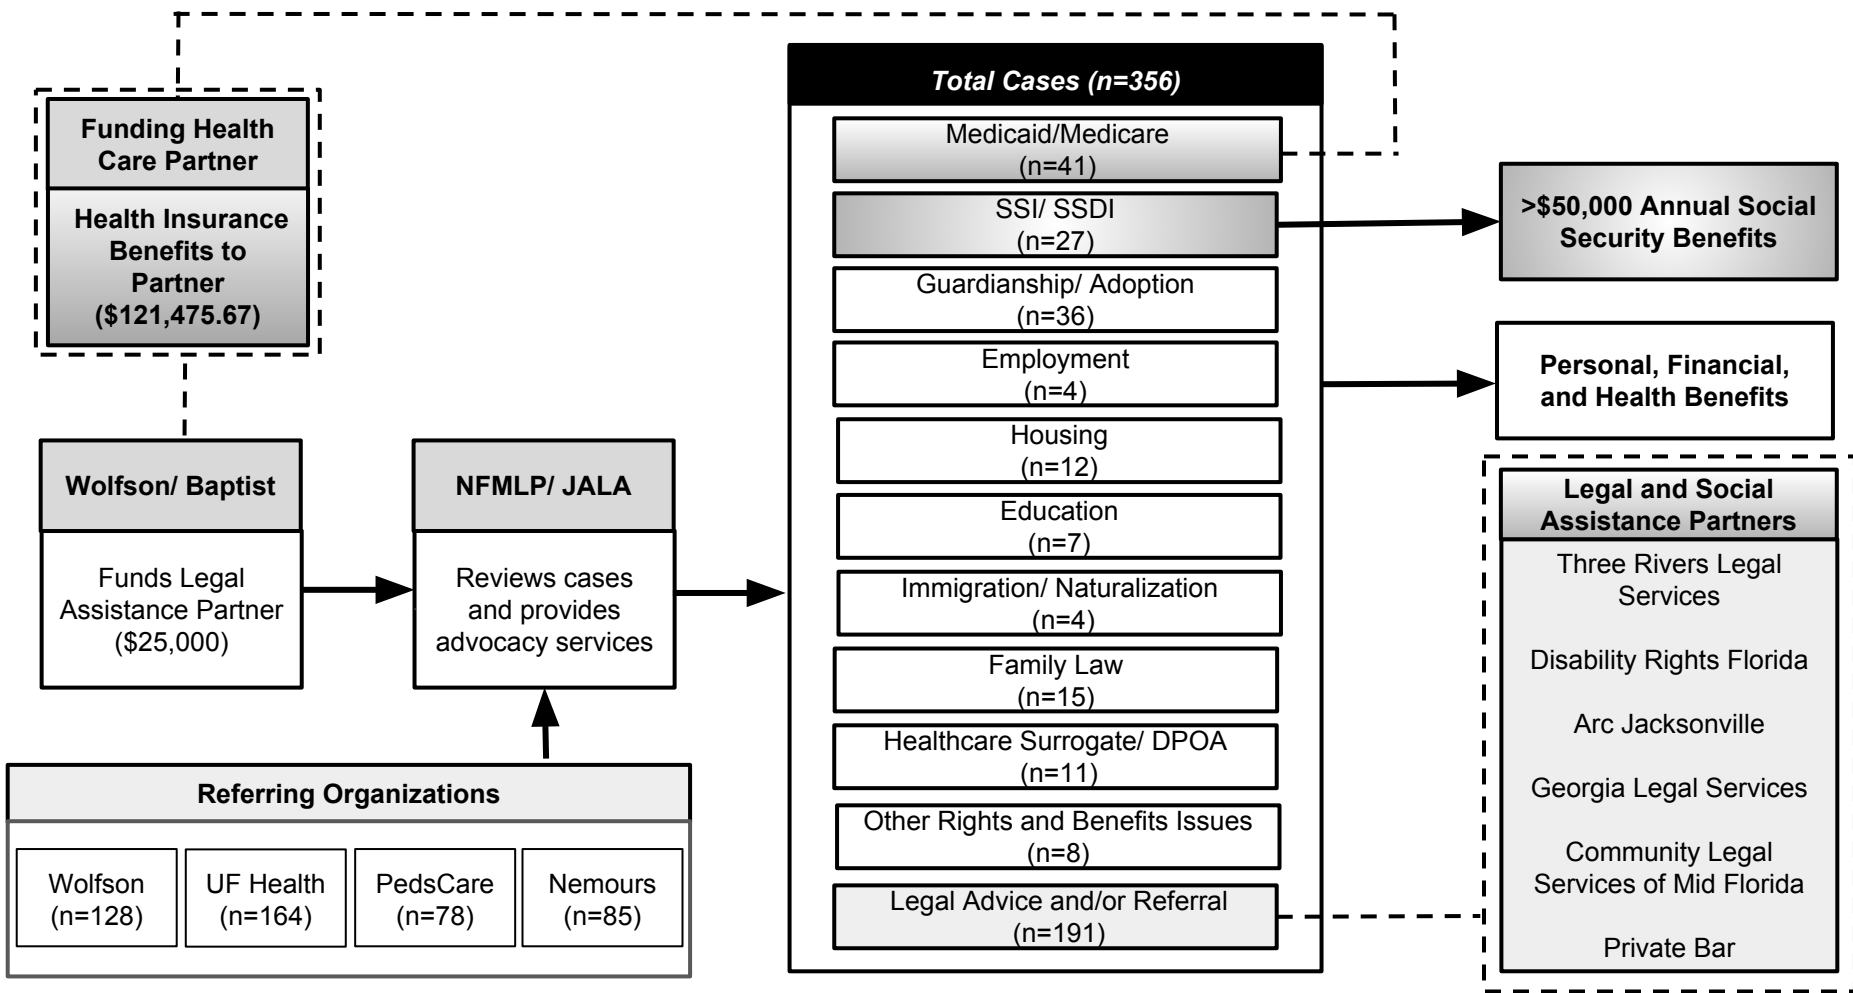 Funding Health
Care Partner
Health Insurance
Benefits to
Partner
($121,475.67)
Wolfson/ Baptist
Funds Legal
Assistance Partner
($25,000)
NFMLP/ JALA
Reviews cases
and provides
advocacy services
Referring Organizations
Wolfson
(n=128)
UF Health
(n=164)
PedsCare
(n=78)
Nemours
(n=85)
Total Cases (n=356)
Medicaid/Medicare
(n=41)
SSI/ SSDI
(n=27)
Guardianship/ Adoption
(n=36)
Employment
(n=4)
Housing
(n=12)
Education
(n=7)
Immigration/ Naturalization
(n=4)
Family Law
(n=15)
Healthcare Surrogate/ DPOA
(n=11)
Other Rights and Benefits Issues
(n=8)
Legal Advice and/or Referral
(n=191)
>$50,000 Annual Social
Security Benefits
Personal, Financial,
and Health Benefits
Legal and Social
Assistance Partners
Three Rivers Legal
Services
Disability Rights Florida
Arc Jacksonville
Georgia Legal Services
Community Legal
Services of Mid Florida
Private Bar